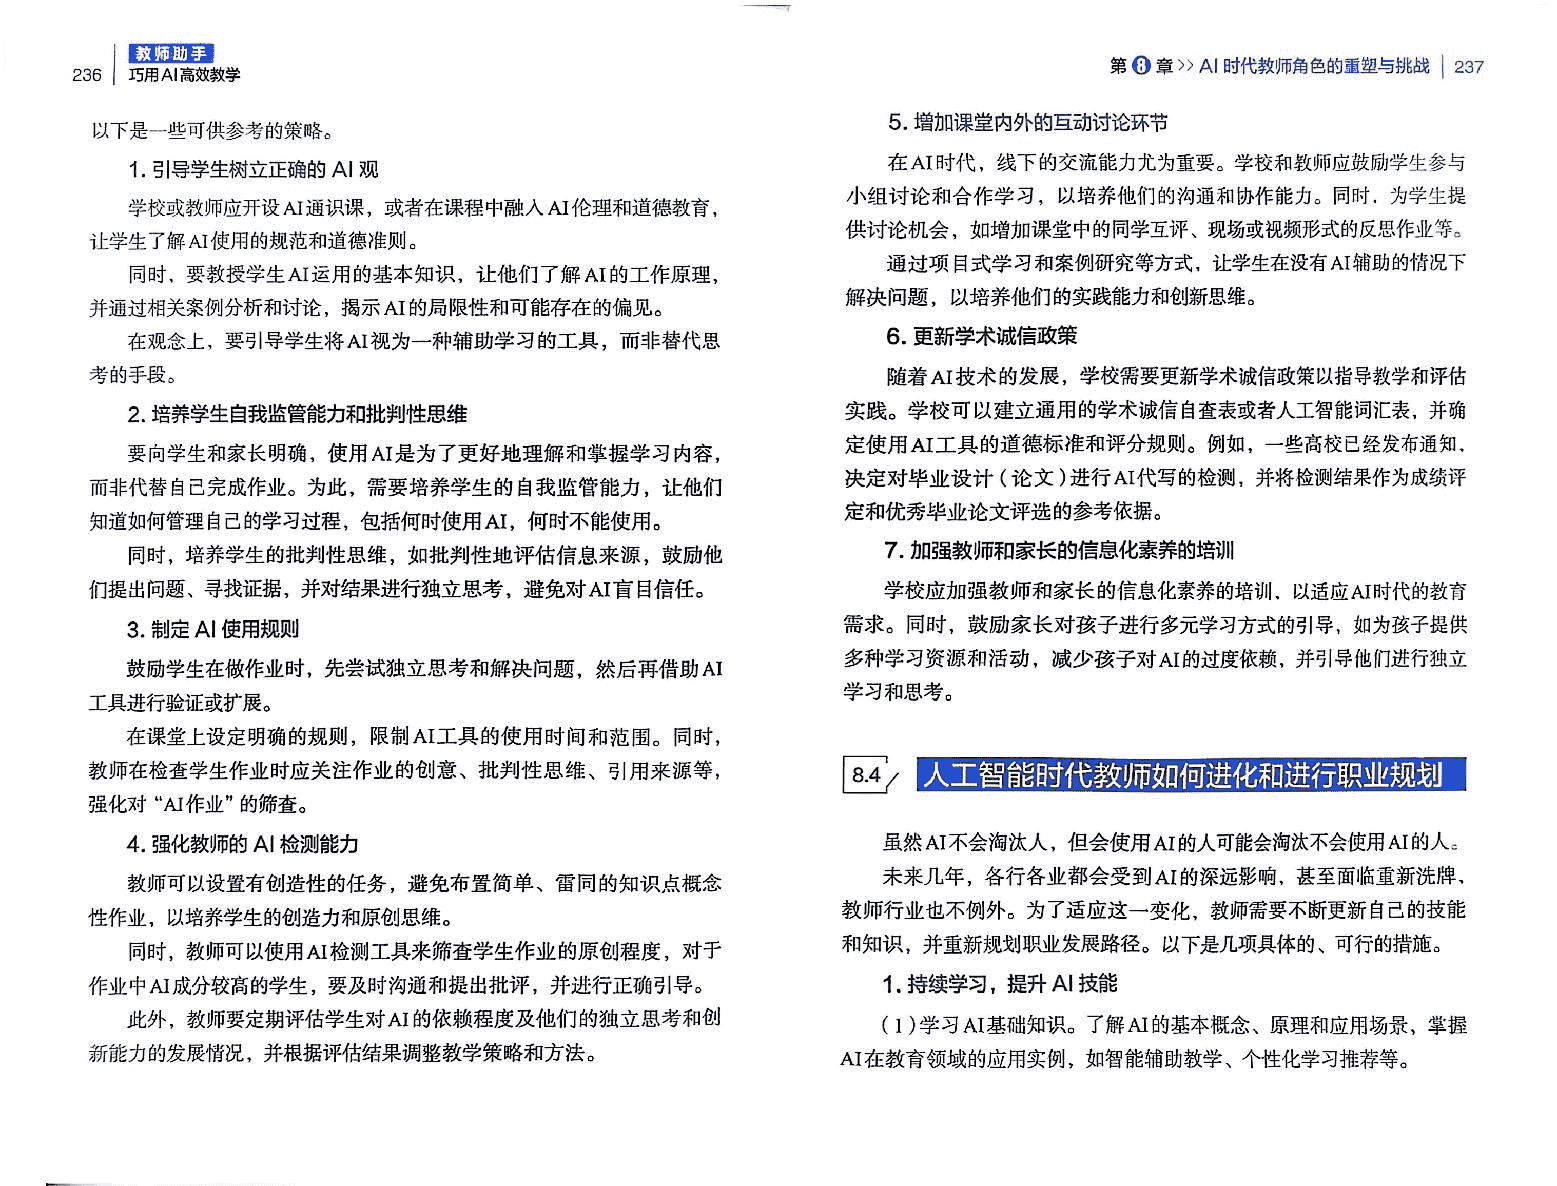 236
教师助手
巧用AI高效教学
以下是一些可供参考的策略。
1. 引导学生树立正确的 AI 观
学校或教师应开设AI通识课，或者在课程中融入AI伦理和道德教育，
让学生了解AI使用的规范和道德准则。
同时，要教授学生AI运用的基本知识，让他们了解AI的工作原理，
并通过相关案例分析和讨论，揭示AI的局限性和可能存在的偏见。
在观念上，要引导学生将AI视为一种辅助学习的工具，而非替代思
考的手段。
2. 培养学生自我监管能力和批判性思维
要向学生和家长明确，使用AI是为了更好地理解和掌握学习内容，
而非代替自己完成作业。为此，需要培养学生的自我监管能力，让他们
知道如何管理自己的学习过程，包括何时使用AI，何时不能使用。
同时，培养学生的批判性思维，如批判性地评估信息来源，鼓励他
们提出问题、寻找证据，并对结果进行独立思考，避免对AI盲目信任。
3. 制定 AI 使用规则
鼓励学生在做作业时，先尝试独立思考和解决问题，然后再借助AI
工具进行验证或扩展。
在课堂上设定明确的规则，限制AI工具的使用时间和范围。同时，
教师在检查学生作业时应关注作业的创意、批判性思维、引用来源等，
强化对“AI作业”的筛查。
4. 强化教师的 AI 检测能力
教师可以设置有创造性的任务，避免布置简单、雷同的知识点概念
性作业，以培养学生的创造力和原创思维。
同时，教师可以使用AI检测工具来筛查学生作业的原创程度，对于
作业中AI成分较高的学生，要及时沟通和提出批评，并进行正确引导。
此外，教师要定期评估学生对AI的依赖程度及他们的独立思考和创
新能力的发展情况，并根据评估结果调整教学策略和方法。
第8章 >> AI 时代教师角色的重塑与挑战 237
5. 增加课堂内外的互动讨论环节
在AI时代，线下的交流能力尤为重要。学校和教师应鼓励学生参与
小组讨论和合作学习，以培养他们的沟通和协作能力。同时，为学生提
供讨论机会，如增加课堂中的同学互评、现场或视频形式的反思作业等。
通过项目式学习和案例研究等方式，让学生在没有AI辅助的情况下
解决问题，以培养他们的实践能力和创新思维。
6. 更新学术诚信政策
随着AI技术的发展，学校需要更新学术诚信政策以指导教学和评估
实践。学校可以建立通用的学术诚信自查表或者人工智能词汇表，并确
定使用AI工具的道德标准和评分规则。例如，一些高校已经发布通知，
决定对毕业设计（论文）进行AI代写的检测，并将检测结果作为成绩评
定和优秀毕业论文评选的参考依据。
7. 加强教师和家长的信息化素养的培训
学校应加强教师和家长的信息化素养的培训，以适应AI时代的教育
需求。同时，鼓励家长对孩子进行多元学习方式的引导，如为孩子提供
多种学习资源和活动，减少孩子对AI的过度依赖，并引导他们进行独立
学习和思考。
8.4 人工智能时代教师如何进化和进行职业规划
虽然AI不会淘汰人，但会使用AI的人可能会淘汰不会使用AI的人。
未来几年，各行各业都会受到AI的深远影响，甚至面临重新洗牌，
教师行业也不例外。为了适应这一变化，教师需要不断更新自己的技能
和知识，并重新规划职业发展路径。以下是几项具体的、可行的措施。
1. 持续学习，提升 AI 技能
（1）学习AI基础知识。了解AI的基本概念、原理和应用场景，掌握
AI在教育领域的应用实例，如智能辅助教学、个性化学习推荐等。